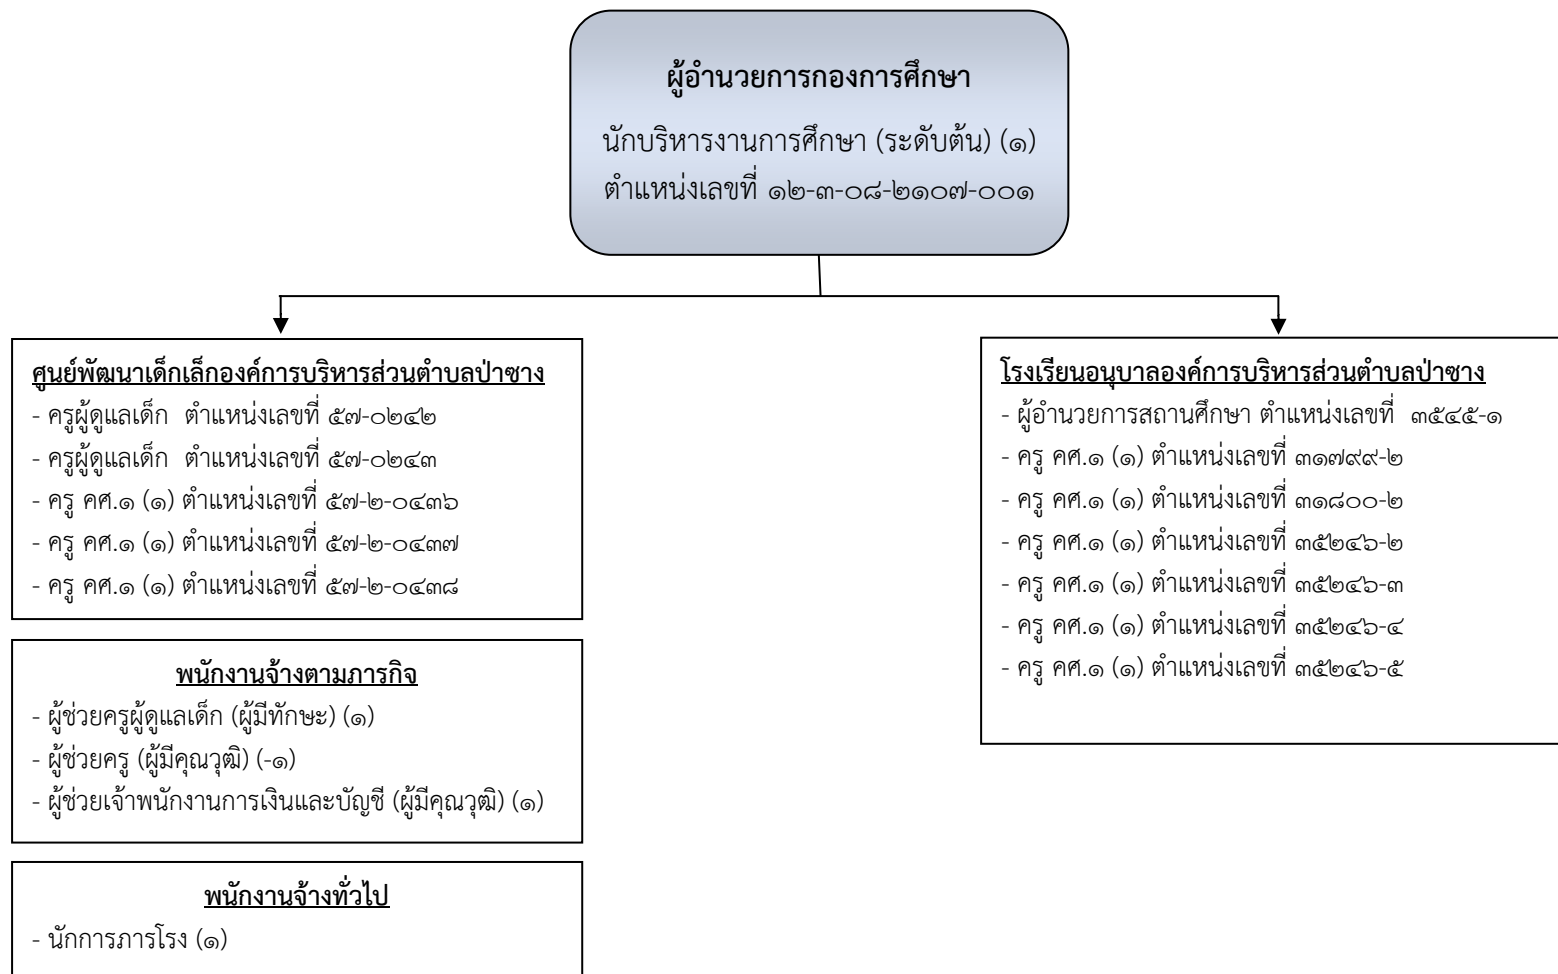 ผู้อำนวยการกองการศึกษา
นักบริหารงานการศึกษา (ระดับต้น) (๑)
ตำแหน่งเลขที่ ๑๒-๓-๐๘-๒๑๐๗-๐๐๑
ศูนย์พัฒนาเด็กเล็กองค์การบริหารส่วนตำบลป่าซาง
- ครูผู้ดูแลเด็ก ตำแหน่งเลขที่ ๕๗-๐๒๔๒
- ครูผู้ดูแลเด็ก ตำแหน่งเลขที่ ๕๗-๐๒๔๓
- ครู คศ.๑ (๑) ตำแหน่งเลขที่ ๕๗-๒-๐๔๓๖
- ครู คศ.๑ (๑) ตำแหน่งเลขที่ ๕๗-๒-๐๔๓๗
- ครู คศ.๑ (๑) ตำแหน่งเลขที่ ๕๗-๒-๐๔๓๘
พนักงานจ้างตามภารกิจ
- ผู้ช่วยครูผู้ดูแลเด็ก (ผู้มีทักษะ) (๑)
- ผู้ช่วยครู (ผู้มีคุณวุฒิ) (-๑)
- ผู้ช่วยเจ้าพนักงานการเงินและบัญชี (ผู้มีคุณวุฒิ) (๑)
พนักงานจ้างทั่วไป
- นักการภารโรง (๑)
โรงเรียนอนุบาลองค์การบริหารส่วนตำบลป่าซาง
- ผู้อำนวยการสถานศึกษา ตำแหน่งเลขที่ ๓๕๔๕-๑
- ครู คศ.๑ (๑) ตำแหน่งเลขที่ ๓๑๗๙๙-๒
- ครู คศ.๑ (๑) ตำแหน่งเลขที่ ๓๑๘๐๐-๒
- ครู คศ.๑ (๑) ตำแหน่งเลขที่ ๓๕๒๔๖-๒
- ครู คศ.๑ (๑) ตำแหน่งเลขที่ ๓๕๒๔๖-๓
- ครู คศ.๑ (๑) ตำแหน่งเลขที่ ๓๕๒๔๖-๔
- ครู คศ.๑ (๑) ตำแหน่งเลขที่ ๓๕๒๔๖-๕